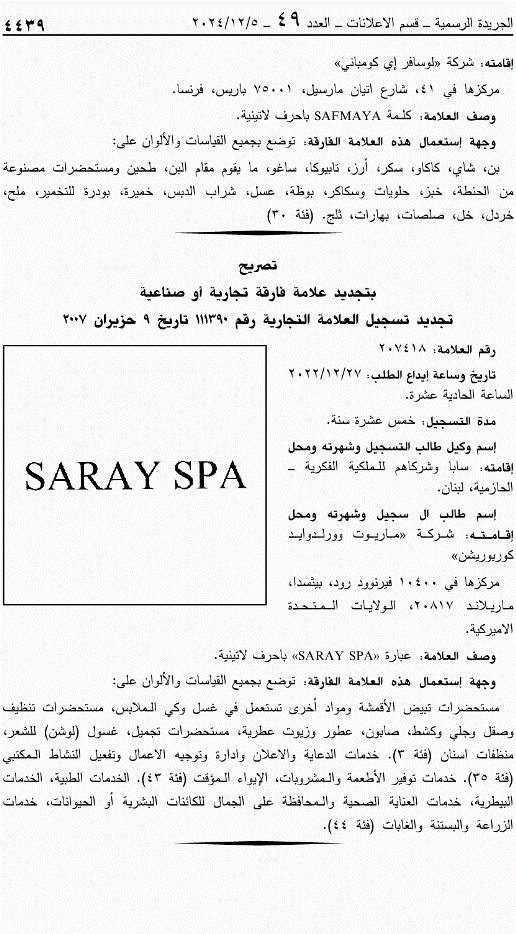 الجريدة الرسمية ــ قسم الاعلانات ــ العدد ٤٩ ــ ٢٠٢٤/١٢/٥
٤٤٣٩
إقامته: شركة «لوسافر إي كومباني»
مركزها في ٤١، شارع اتيان مارسيل، ٧٥٠٠١ باريس، فرنسا.
وصف العلامة: كلمة SAFMAYA باحرف لاتينية.
وجهة إستعمال هذه العلامة الفارقة: توضع بجميع القياسات والألوان على:
بن، شاي، كاكاو، سكر، أرز، تابيوكا، ساغو، ما يقوم مقام البن، طحين ومستحضرات مصنوعة
من الحنطة، خبز، حلويات وسكاكر، بوظة، عسل، شراب الدبس، خميرة، بودرة للتخمير، ملح،
خردل، خل، صلصات، بهارات، ثلج. (فئة ٣٠)
تصريح
بتجديد علامة فارقة تجارية أو صناعية
تجديد تسجيل العلامة التجارية رقم ١١١٣٩٠ تاريخ ٩ حزيران ٢٠٠٧
رقم العلامة: ٢٠٧٤١٨
تاريخ وساعة إيداع الطلب: ٢٠٢٢/١٢/٢٧
الساعة الحادية عشرة.
مدة التسجيل: خمس عشرة سنة.
إسم وكيل طالب التسجيل وشهرته ومحل
إقامته: سابا وشركاهم للملكية الفكرية ــ
الحازمية، لبنان.
إسم طالب ال سجيل وشهرته ومحل
إقامته: شركة «ماريوت وورلدوايد
كوربوريشن»
مركزها في ١٠٤٠٠ فيرنوود رود، بيثسدا،
ماريلاند ٢٠٨١٧، الولايات المتحدة
الاميركية.
SARAY SPA
وصف العلامة: عبارة «SARAY SPA» باحرف لاتينية.
وجهة إستعمال هذه العلامة الفارقة: توضع بجميع القياسات والألوان على:
مستحضرات تبيض الأقمشة ومواد أخرى تستعمل في غسل وكي الملابس، مستحضرات تنظيف
وصقل وجلي وكشط، صابون، عطور وزيوت عطرية، مستحضرات تجميل، غسول (لوشن) للشعر،
منظفات اسنان (فئة ٣). خدمات الدعاية والاعلان وادارة وتوجيه الاعمال وتفعيل النشاط المكتبي
(فئة ٣٥). خدمات توفير الأطعمة والمشروبات، الإيواء المؤقت (فئة ٤٣). الخدمات الطبية، الخدمات
البيطرية، خدمات العناية الصحية والمحافظة على الجمال للكائنات البشرية أو الحيوانات، خدمات
الزراعة والبستنة والغابات (فئة ٤٤).